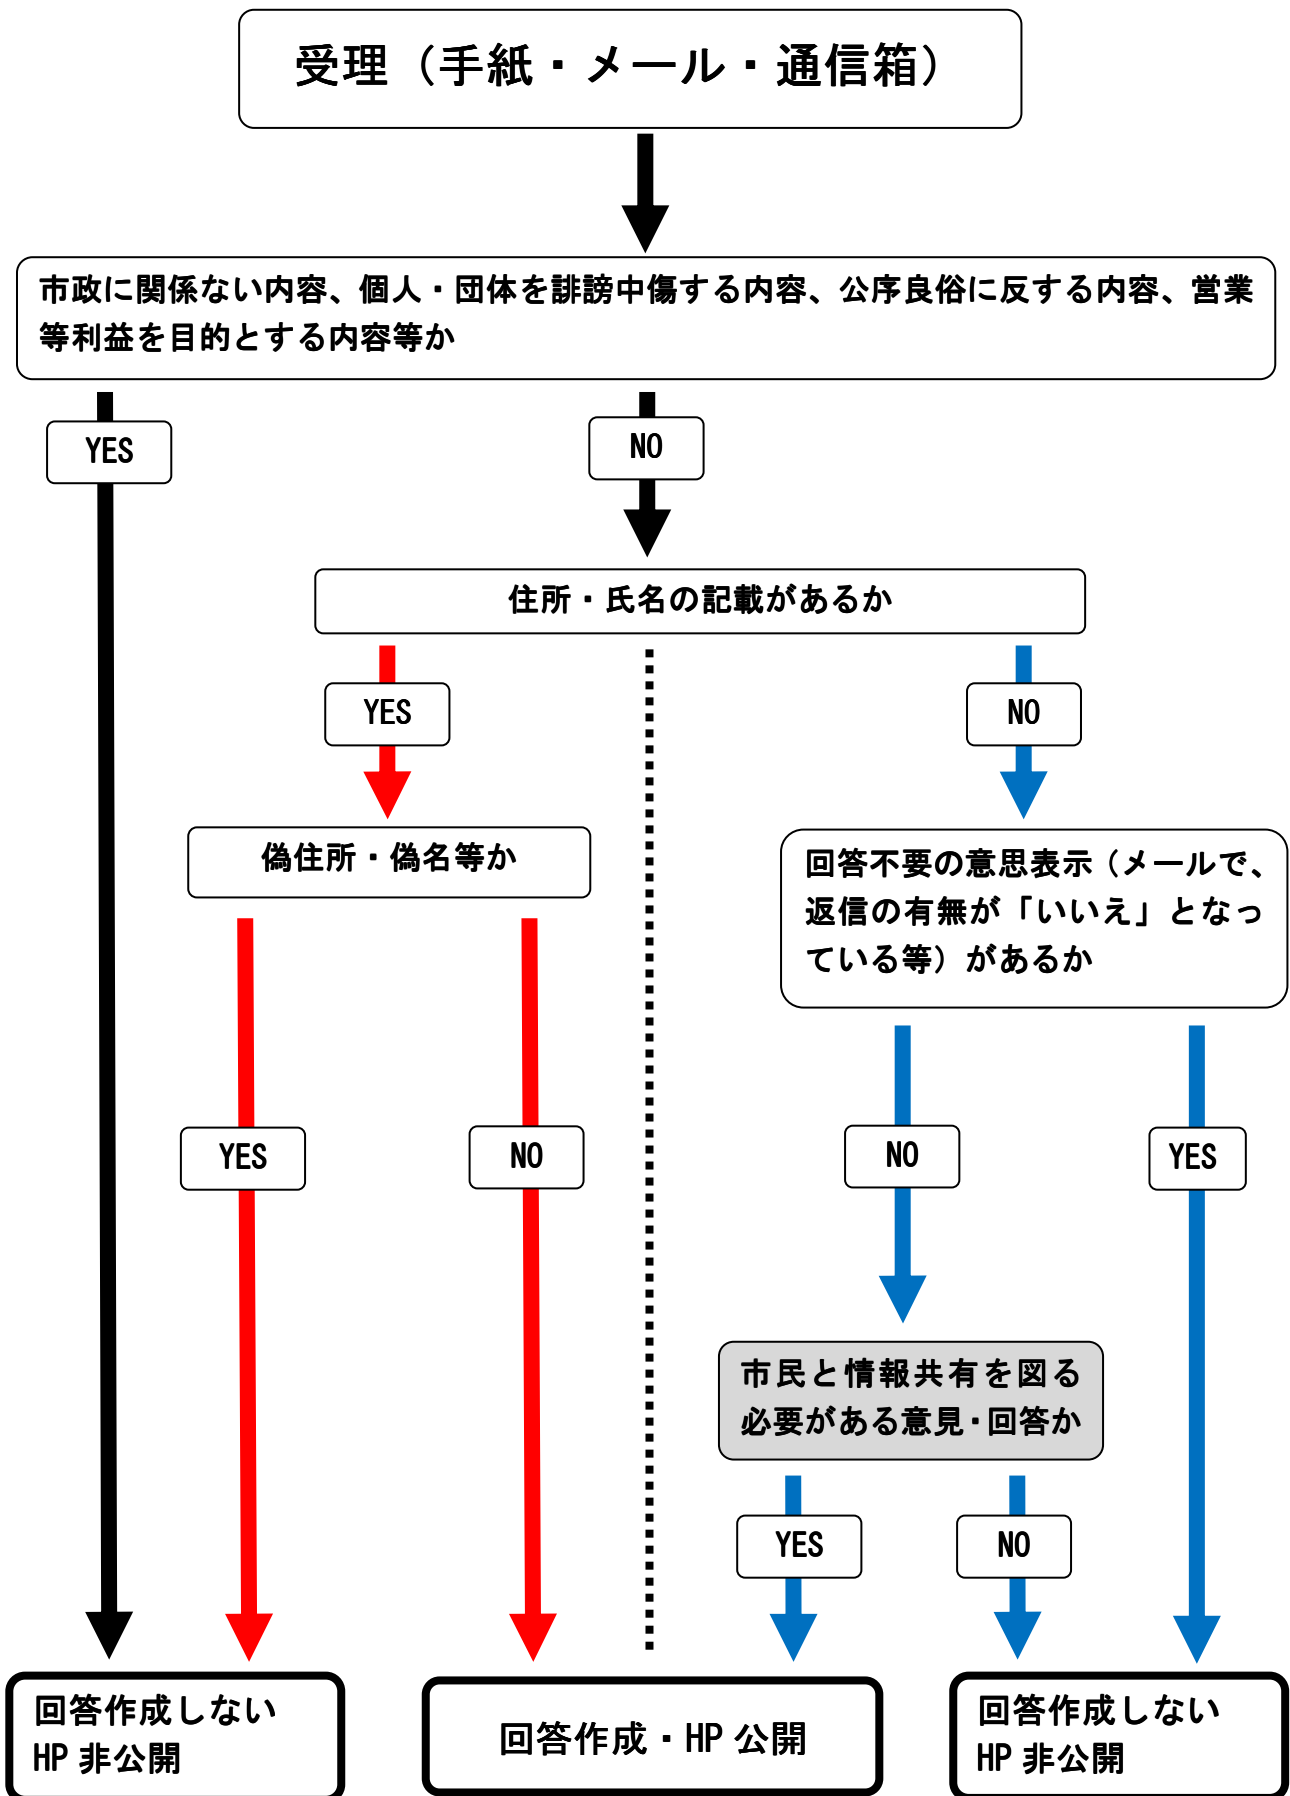 受理（手紙・メール・通信箱）
市政に関係ない内容、個人・団体を誹謗中傷する内容、公序良俗に反する内容、営業
等利益を目的とする内容等か
YES
NO
住所・氏名の記載があるか
YES
NO
偽住所・偽名等か
回答不要の意思表示（メールで、
返信の有無が「いいえ」となっ
ている等）があるか
YES
NO
NO
YES
市民と情報共有を図る
必要がある意見・回答か
YES
NO
回答作成しない
HP 非公開
回答作成・HP 公開
回答作成しない
HP 非公開